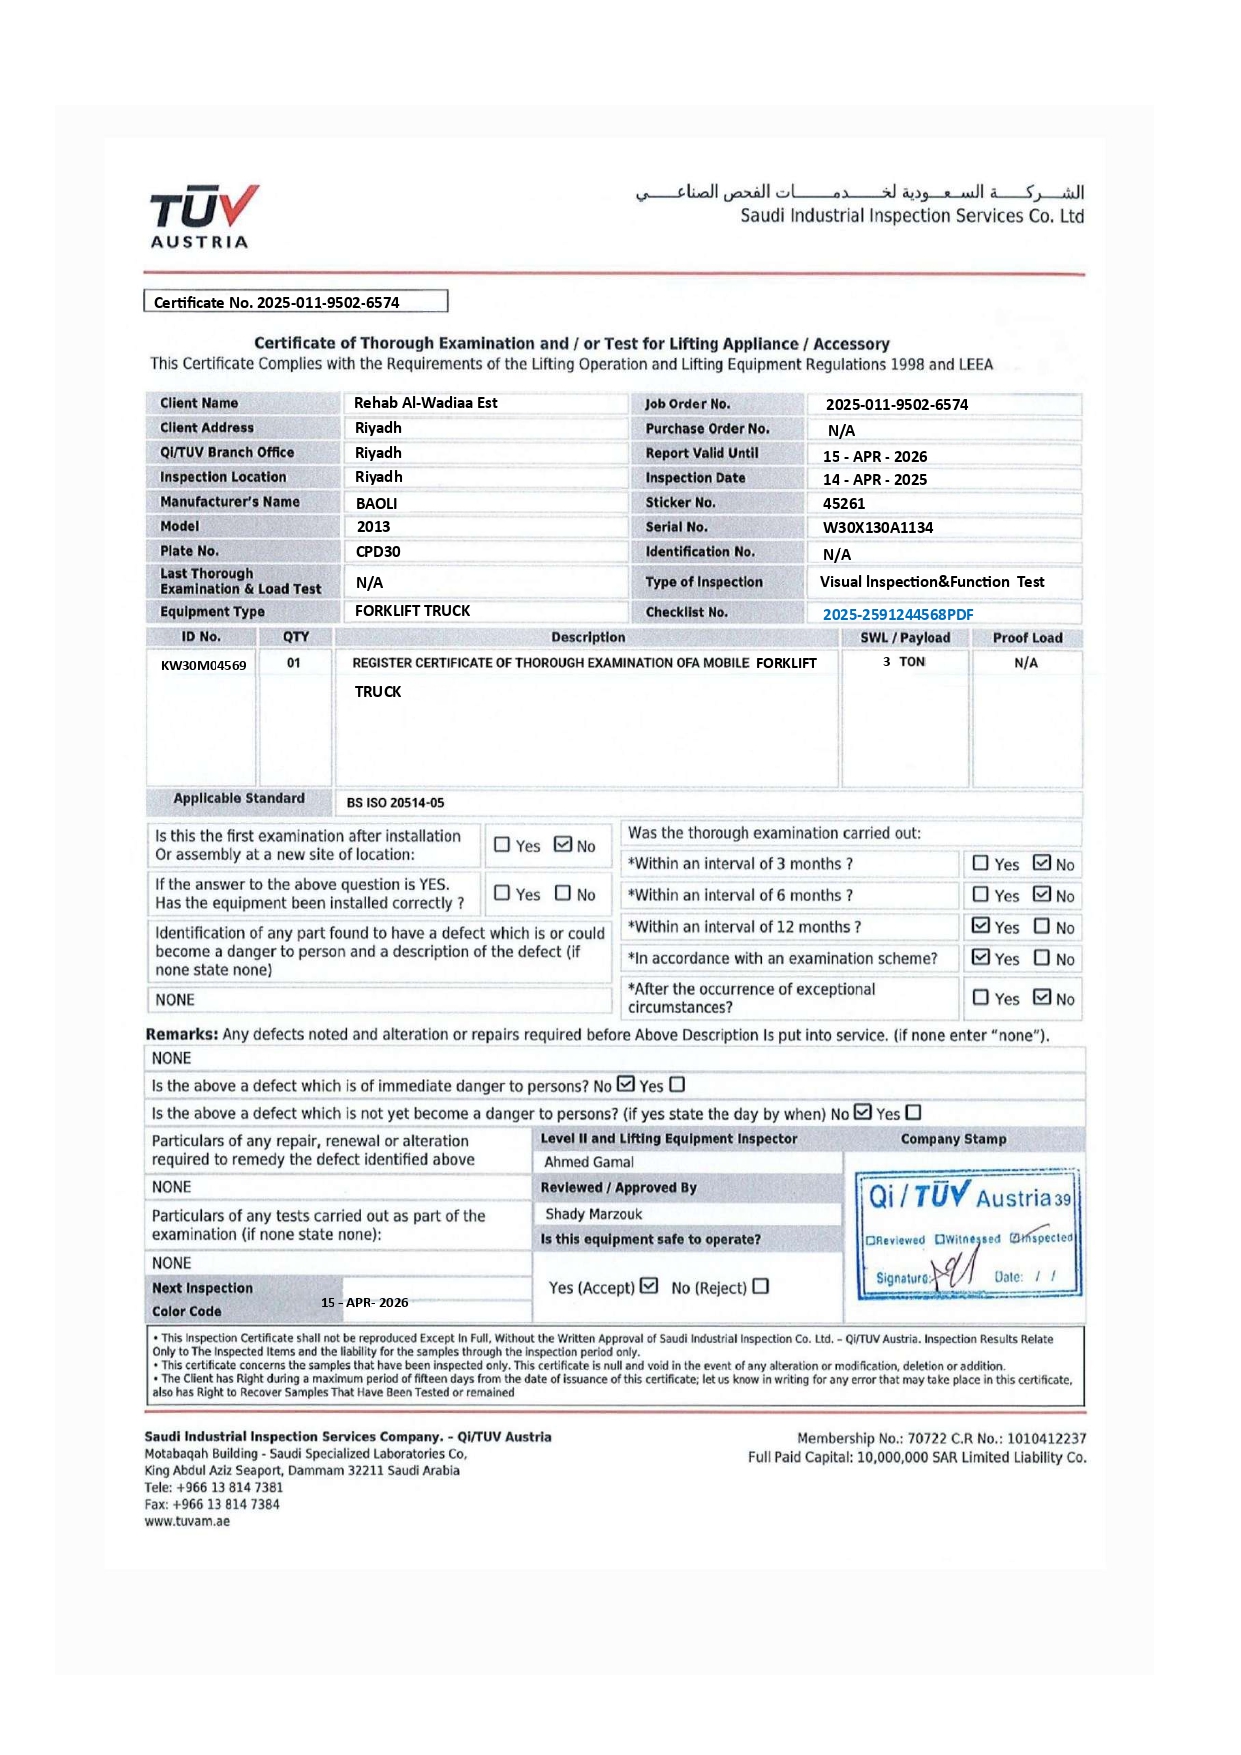 TÜV
AUSTRIA
الشركة السعودية لخدمات الفحص الصناعي
Saudi Industrial Inspection Services Co. Ltd
Certificate No. 2025-011-9502-6574
Certificate of Thorough Examination and / or Test for Lifting Appliance / Accessory
This Certificate Complies with the Requirements of the Lifting Operation and Lifting Equipment Regulations 1998 and LEEA
Client Name Rehab Al-Wadiaa Est Job Order No. 2025-011-9502-6574
Client Address Riyadh Purchase Order No. N/A
QI/TUV Branch Office Riyadh Report Valid Until 15 - APR - 2026
Inspection Location Riyadh Inspection Date 14 - APR - 2025
Manufacturer's Name BAOLI Sticker No. 45261
Model 2013 Serial No. W30X130A1134
Plate No. CPD30 Identification No. N/A
Last Thorough
Examination & Load Test N/A Type of Inspection Visual Inspection&Function Test
Equipment Type FORKLIFT TRUCK Checklist No. 2025-2591244568PDF
ID No. QTY Description SWL / Payload Proof Load
KW30M04569 01 REGISTER CERTIFICATE OF THOROUGH EXAMINATION OFA MOBILE FORKLIFT 3 TON N/A
TRUCK
Applicable Standard BS ISO 20514-05
Is this the first examination after installation
Or assembly at a new site of location: Yes No
If the answer to the above question is YES.
Has the equipment been installed correctly ? Yes No
Identification of any part found to have a defect which is or could
become a danger to person and a description of the defect (if
none state none)
NONE
Was the thorough examination carried out:
*Within an interval of 3 months ? Yes No
*Within an interval of 6 months ? Yes No
*Within an interval of 12 months ? Yes No
*In accordance with an examination scheme? Yes No
*After the occurrence of exceptional
circumstances? Yes No
Remarks: Any defects noted and alteration or repairs required before Above Description Is put into service. (if none enter “none”).
NONE
Is the above a defect which is of immediate danger to persons? No Yes
Is the above a defect which is not yet become a danger to persons? (if yes state the day by when) No Yes
Particulars of any repair, renewal or alteration
required to remedy the defect identified above
NONE
Particulars of any tests carried out as part of the
examination (if none state none):
NONE
Next Inspection
Color Code 15 - APR- 2026
Level II and Lifting Equipment Inspector
Ahmed Gamal
Reviewed / Approved By
Shady Marzouk
Is this equipment safe to operate?
Yes (Accept) No (Reject)
Company Stamp
Qi / TÜV Austria 39
Reviewed Witnessed Inspected
Signature: Date: / /
• This Inspection Certificate shall not be reproduced Except In Full, Without the Written Approval of Saudi Industrial Inspection Co. Ltd. – Qi/TUV Austria. Inspection Results Relate
Only to The Inspected Items and the liability for the samples through the inspection period only.
• This certificate concerns the samples that have been inspected only. This certificate is null and void in the event of any alteration or modification, deletion or addition.
• The Client has Right during a maximum period of fifteen days from the date of issuance of this certificate; let us know in writing for any error that may take place in this certificate,
also has Right to Recover Samples That Have Been Tested or remained
Saudi Industrial Inspection Services Company. - Qi/TUV Austria
Motabaqah Building - Saudi Specialized Laboratories Co,
King Abdul Aziz Seaport, Dammam 32211 Saudi Arabia
Tele: +966 13 814 7381
Fax: +966 13 814 7384
www.tuvam.ae
Membership No.: 70722 C.R No.: 1010412237
Full Paid Capital: 10,000,000 SAR Limited Liability Co.